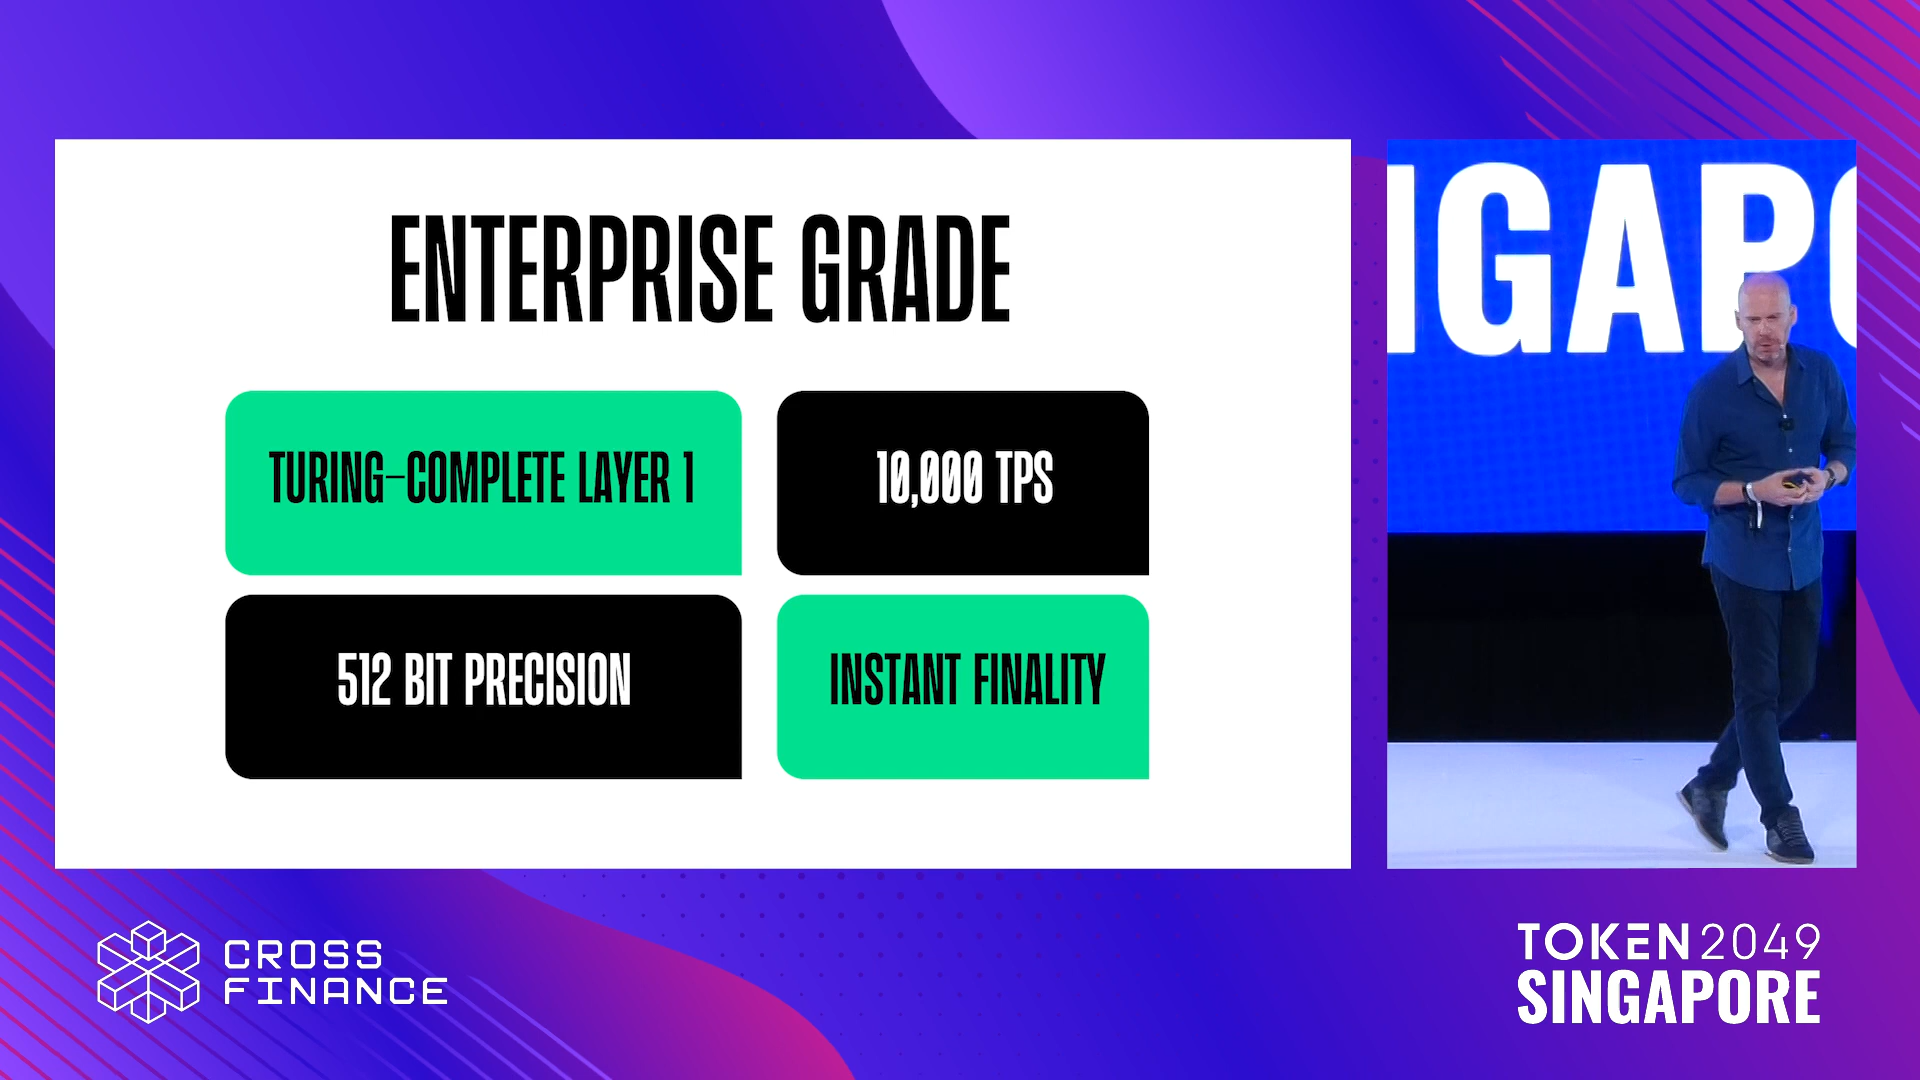 ENTERPRISE GRADE
TURING-COMPLETE LAYER 1
10,000 TPS
512 BIT PRECISION
INSTANT FINALITY
CROSS
FINANCE
TOKEN2049
SINGAPORE